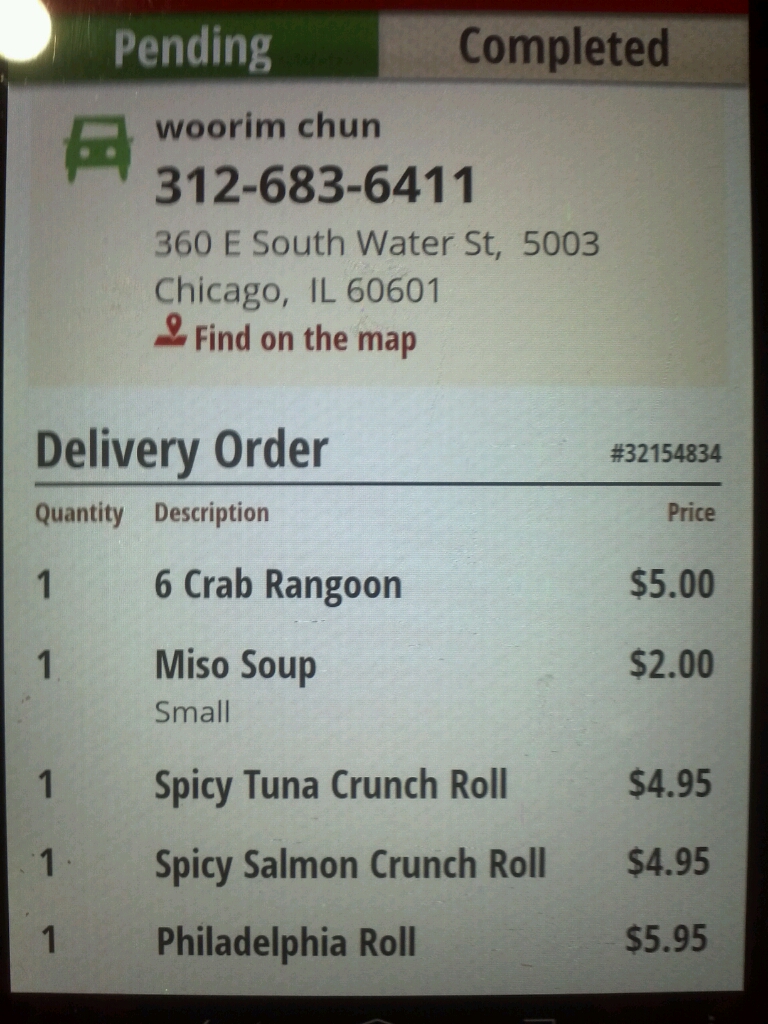 Pending Completed
woorim chun
312-683-6411
360 E South Water St, 5003
Chicago, IL 60601
Find on the map
Delivery Order #32154834
Quantity Description Price
1 6 Crab Rangoon $5.00
1 Miso Soup $2.00
Small
1 Spicy Tuna Crunch Roll $4.95
1 Spicy Salmon Crunch Roll $4.95
1 Philadelphia Roll $5.95